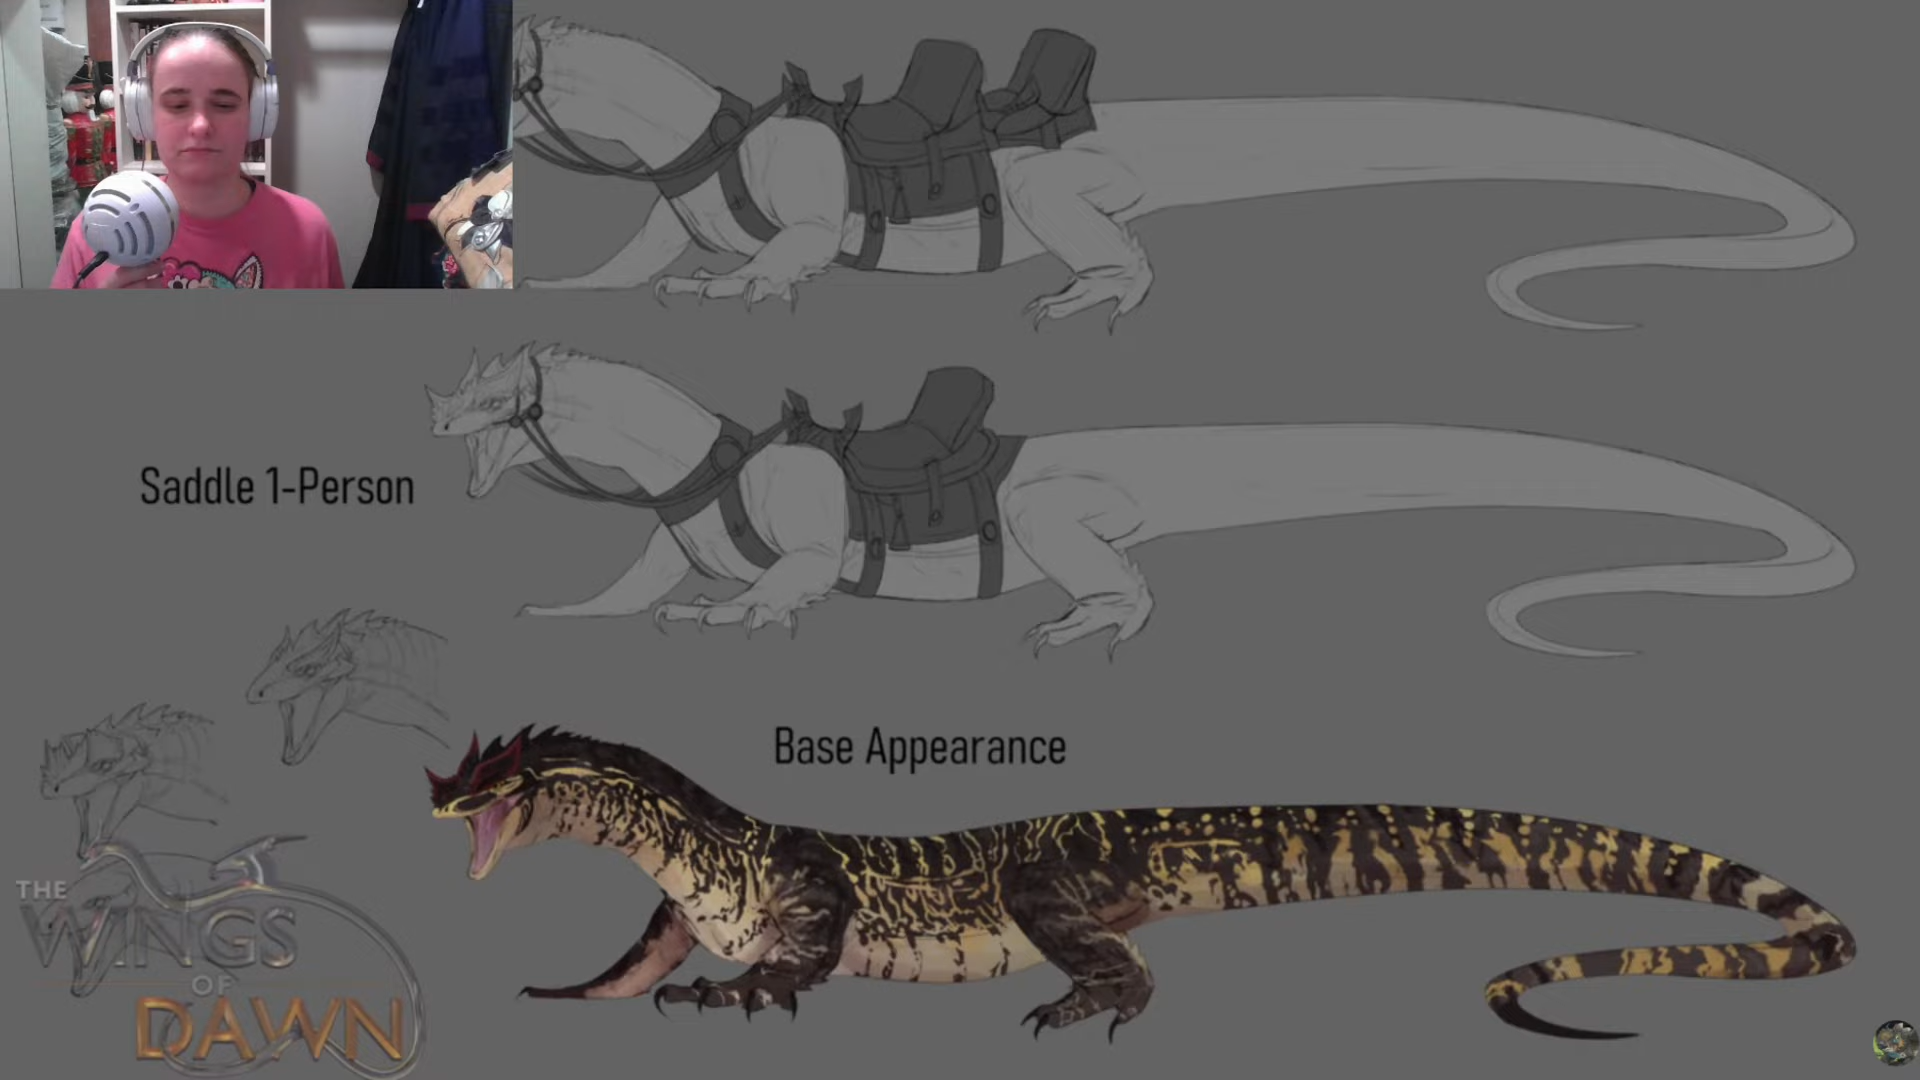 Saddle 1-Person
Base Appearance
THE
WINGS
OF
DAWN